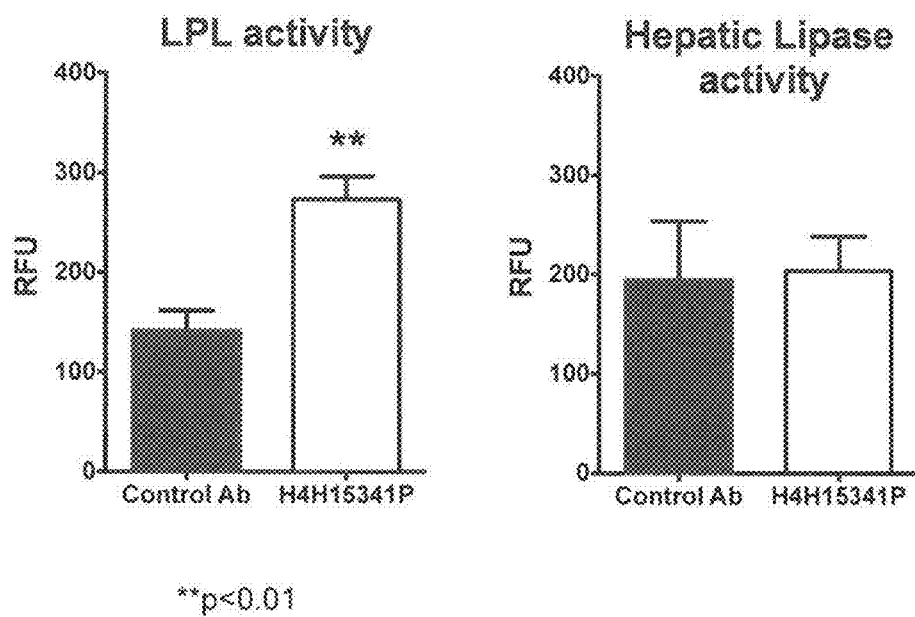 LPL activity
400
300
200
100
0
RFU
**
Control Ab
H4H15341P
Hepatic Lipase
activity
400
300
200
100
0
RFU
Control Ab
H4H15341P
**p<0.01